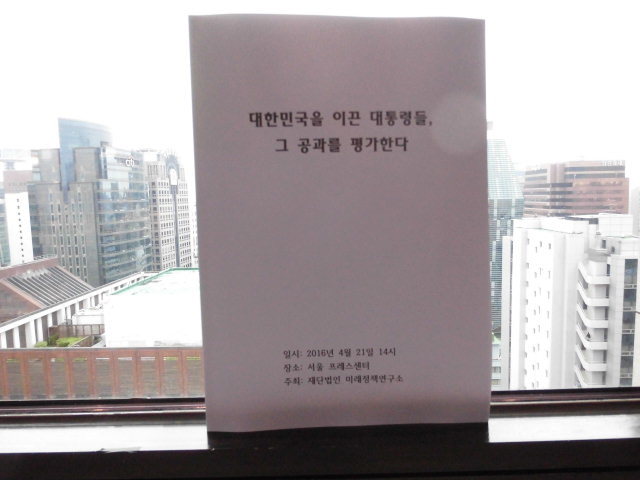 대한민국을 이끈 대통령들,
그 공과를 평가한다
일시: 2016년 4월 21일 14시
장소: 서울 프레스센터
주최: 재단법인 미래정책연구소